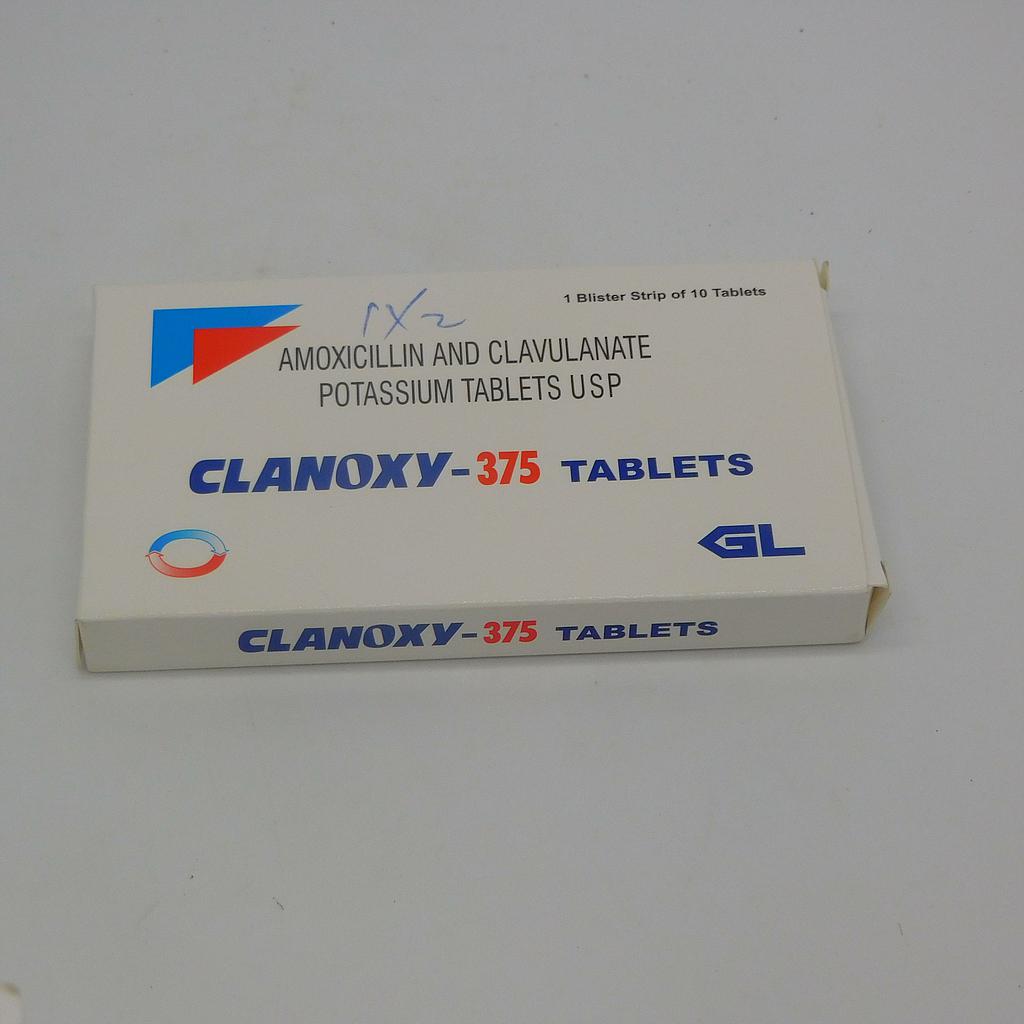 1 Blister Strip of 10 Tablets
1X2
AMOXICILLIN AND CLAVULANATE
POTASSIUM TABLETS USP
CLANOXY-375 TABLETS
GL
CLANOXY-375 TABLETS